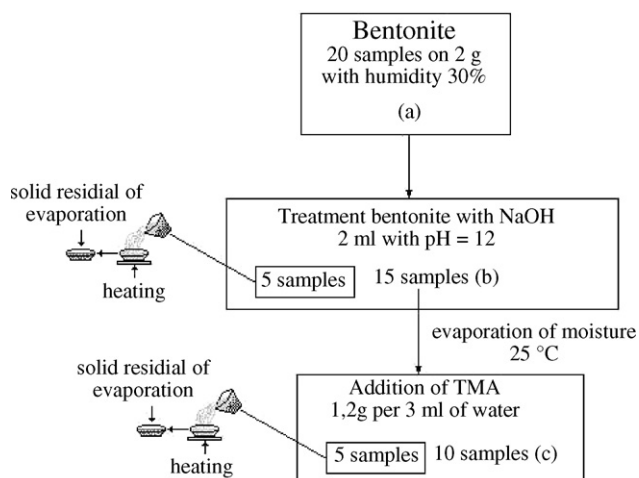 Bentonite
20 samples on 2 g
with humidity 30%
(a)
solid residial of
evaporation
heating
Treatment bentonite with NaOH
2 ml with pH = 12
5 samples
15 samples (b)
evaporation of moisture
25 °C
solid residial of
evaporation
heating
Addition of TMA
1,2g per 3 ml of water
5 samples
10 samples (c)